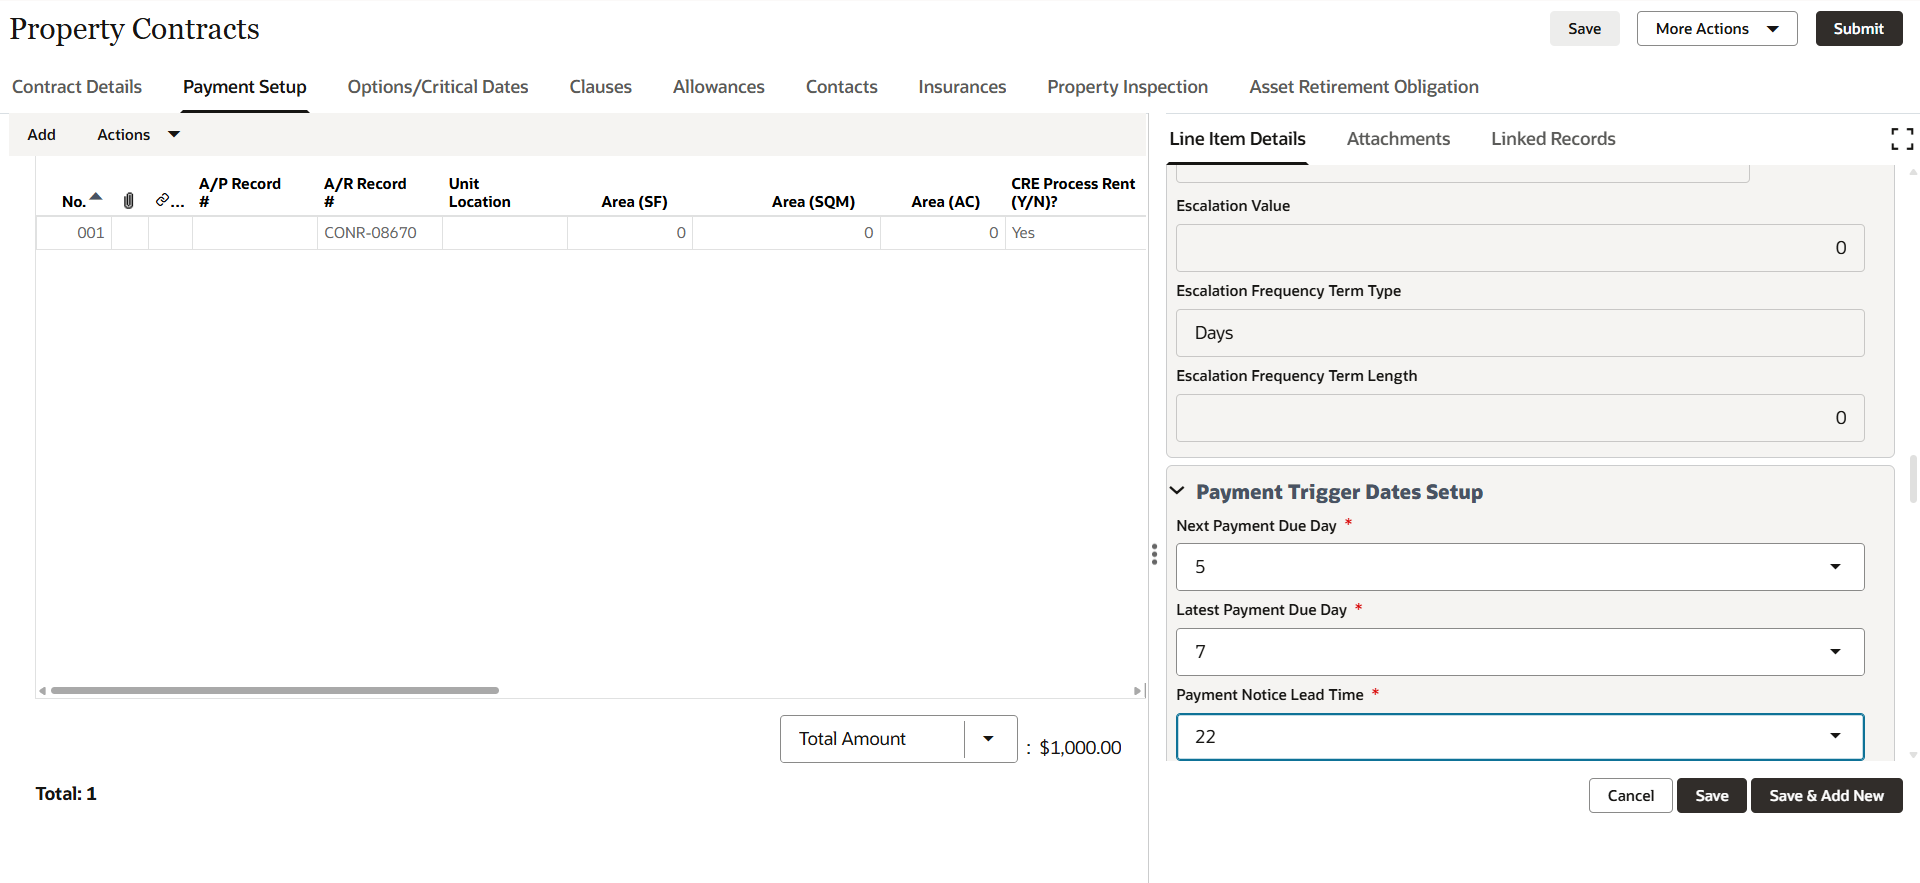 Property Contracts
Save
More Actions
Submit
Contract Details
Payment Setup
Options/Critical Dates
Clauses
Allowances
Contacts
Insurances
Property Inspection
Asset Retirement Obligation
Add
Actions
No.
...
A/P Record #
A/R Record #
Unit Location
Area (SF)
Area (SQM)
Area (AC)
CRE Process Rent (Y/N)?
001
CONR-08670
0
0
0
Yes
Total Amount
: $1,000.00
Total: 1
Line Item Details
Attachments
Linked Records
Escalation Value
0
Escalation Frequency Term Type
Days
Escalation Frequency Term Length
0
Payment Trigger Dates Setup
Next Payment Due Day *
5
Latest Payment Due Day *
7
Payment Notice Lead Time *
22
Cancel
Save
Save & Add New